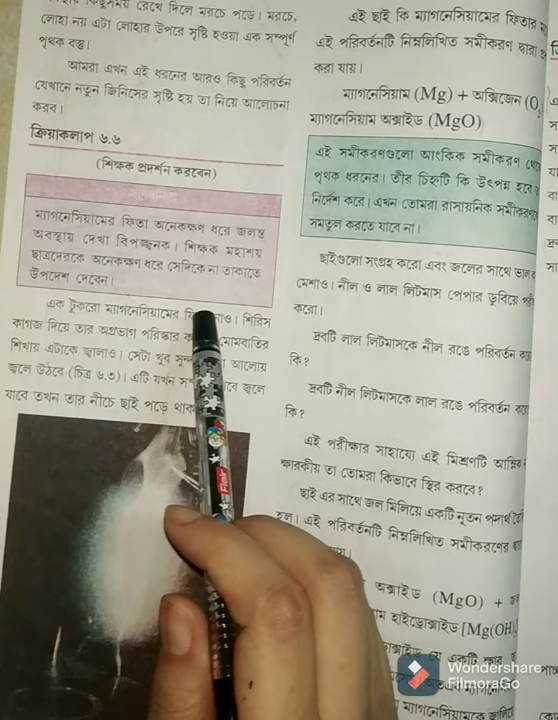 লোহা নয় এটা লোহার উপরে সৃষ্টি হওয়া এক সম্পূর্ণ
পৃথক বস্তু।
আমরা এখন এই ধরনের আরও কিছু পরিবর্তন
যেখানে নতুন জিনিসের সৃষ্টি হয় তা নিয়ে আলোচনা
করব।
ক্রিয়াকলাপ ৬.৬
(শিক্ষক প্রদর্শন করবেন)
ম্যাগনেসিয়ামের ফিতা অনেকক্ষণ ধরে জ্বলন্ত
অবস্থায় দেখা বিপজ্জনক। শিক্ষক মহাশয়
ছাত্রদেরকে অনেকক্ষণ ধরে সেদিকে না তাকাতে
উপদেশ দেবেন।
এক টুকরো ম্যাগনেসিয়ামের শিরিস
কাগজ দিয়ে তার অগ্রভাগ পরিস্কার মোমবাতির
শিখায় এটাকে জ্বালাও। সেটা খুব আলোয়
জ্বলে উঠবে (চিত্র ৬.৩)। এটি যখন জ্বলে
যাবে তখন তার নীচে ছাই পড়ে
এই ছাই কি ম্যাগনেসিয়ামের ফিতার
এই পরিবর্তনটি নিম্নলিখিত সমীকরণ দ্বারা
করা যায়।
ম্যাগনেসিয়াম (Mg) + অক্সিজেন (O
ম্যাগনেসিয়াম অক্সাইড (MgO)
এই সমীকরণগুলো আংকিক সমীকরণ
পৃথক ধরনের। তীর চিহ্নটি কি উৎপন্ন হবে
নির্দেশ করে। এখন তোমরা রাসায়নিক
সমতুল করতে যাবে না।
ছাইগুলো সংগ্রহ করো এবং জলের সাথে
মেশাও। নীল ও লাল লিটমাস পেপার ডুবিয়ে
করো।
দ্রবটি লাল লিটমাসকে নীল রঙে পরিবর্তন
কি?
দ্রবটি নীল লিটমাসকে লাল রঙে পরিবর্তন
কি?
এই পরীক্ষার সাহায্যে এই মিশ্রণটি আম্লিক
ক্ষারকীয় তা তোমরা কিভাবে স্থির করবে?
ছাই এর সাথে জল মিলিয়ে একটি নূতন পদার্থ
হল। এই পরিবর্তনটি নিম্নলিখিত সমীকরণের
অক্সাইড (MgO) +
হাইড্রোক্সাইড [Mg(OH)
একটি ক্ষার
Wondershare
FilmoraGo